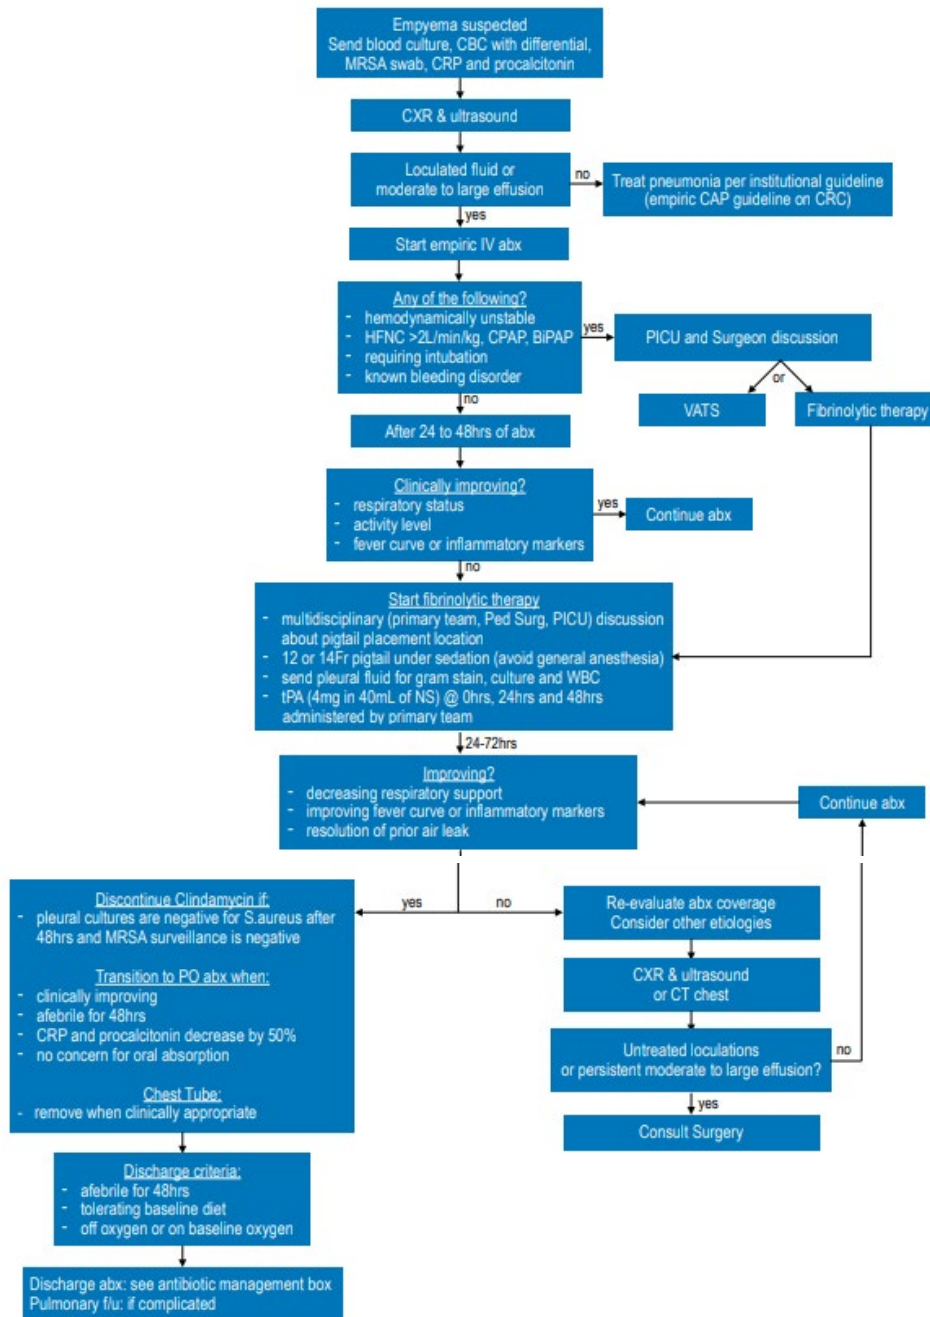 Empyema suspected
Send blood culture, CBC with differential,
MRSA swab, CRP and procalcitonin
CXR & ultrasound
Loculated fluid or
moderate to large effusion
no
Treat pneumonia per institutional guideline
(empiric CAP guideline on CRC)
yes
Start empiric IV abx
Any of the following?
- hemodynamically unstable
- HFNC >2L/min/kg, CPAP, BiPAP
- requiring intubation
- known bleeding disorder
yes
PICU and Surgeon discussion
or
VATS
Fibrinolytic therapy
no
After 24 to 48hrs of abx
Clinically improving?
- respiratory status
- activity level
- fever curve or inflammatory markers
yes
Continue abx
no
Start fibrinolytic therapy
- multidisciplinary (primary team, Ped Surg, PICU) discussion
about pigtail placement location
- 12 or 14Fr pigtail under sedation (avoid general anesthesia)
- send pleural fluid for gram stain, culture and WBC
- tPA (4mg in 40mL of NS) @ 0hrs, 24hrs and 48hrs
administered by primary team
24-72hrs
Improving?
- decreasing respiratory support
- improving fever curve or inflammatory markers
- resolution of prior air leak
Continue abx
yes
no
Discontinue Clindamycin if:
- pleural cultures are negative for S.aureus after
48hrs and MRSA surveillance is negative
Transition to PO abx when:
- clinically improving
- afebrile for 48hrs
- CRP and procalcitonin decrease by 50%
- no concern for oral absorption
Chest Tube:
- remove when clinically appropriate
Re-evaluate abx coverage
Consider other etiologies
CXR & ultrasound
or CT chest
Untreated loculations
or persistent moderate to large effusion?
no
yes
Consult Surgery
Discharge criteria:
- afebrile for 48hrs
- tolerating baseline diet
- off oxygen or on baseline oxygen
Discharge abx: see antibiotic management box
Pulmonary f/u: if complicated